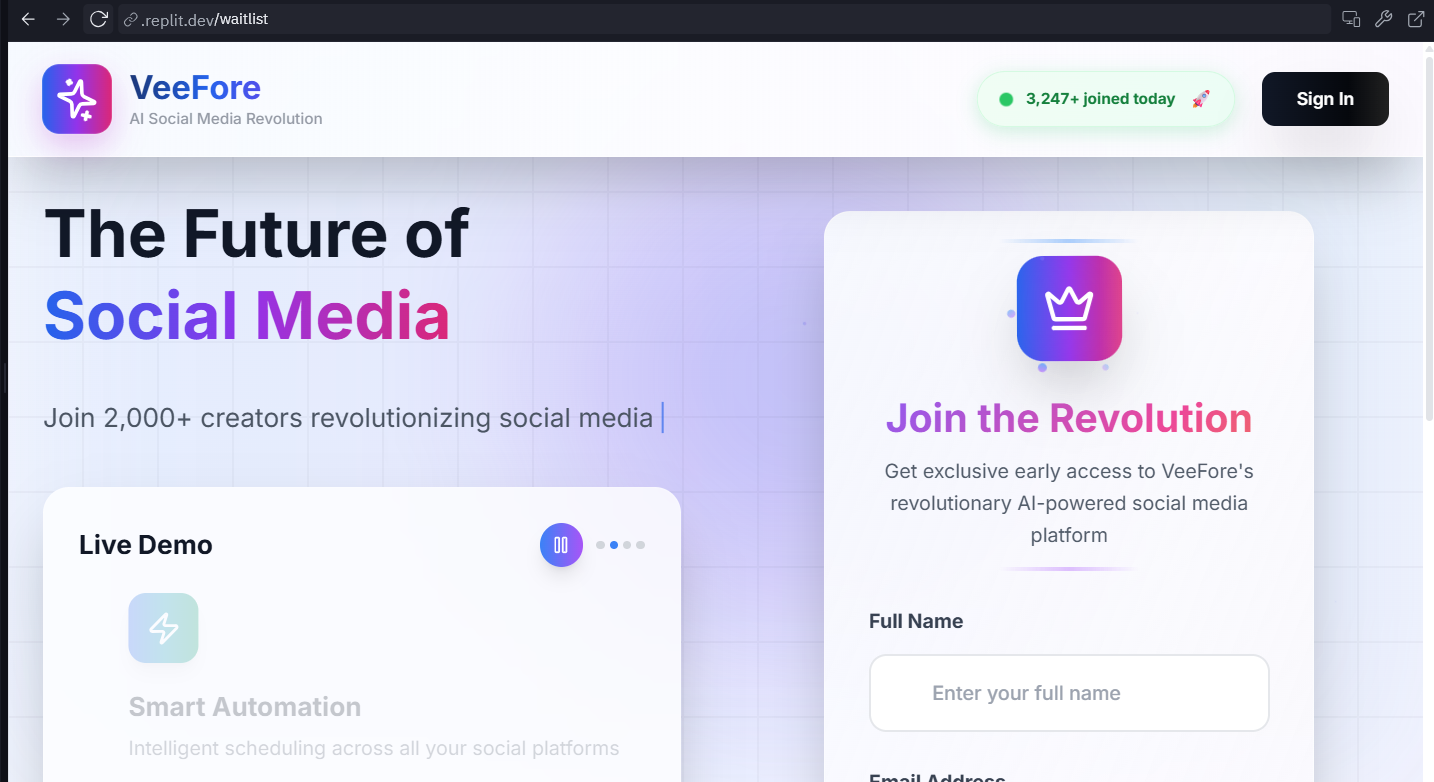 .replit.dev/waitlist
VeeFore
AI Social Media Revolution
3,247+ joined today 🚀
Sign In
The Future of
Social Media
Join 2,000+ creators revolutionizing social media
Live Demo
Smart Automation
Intelligent scheduling across all your social platforms
Join the Revolution
Get exclusive early access to VeeFore's
revolutionary AI-powered social media
platform
Full Name
Enter your full name
Email Address